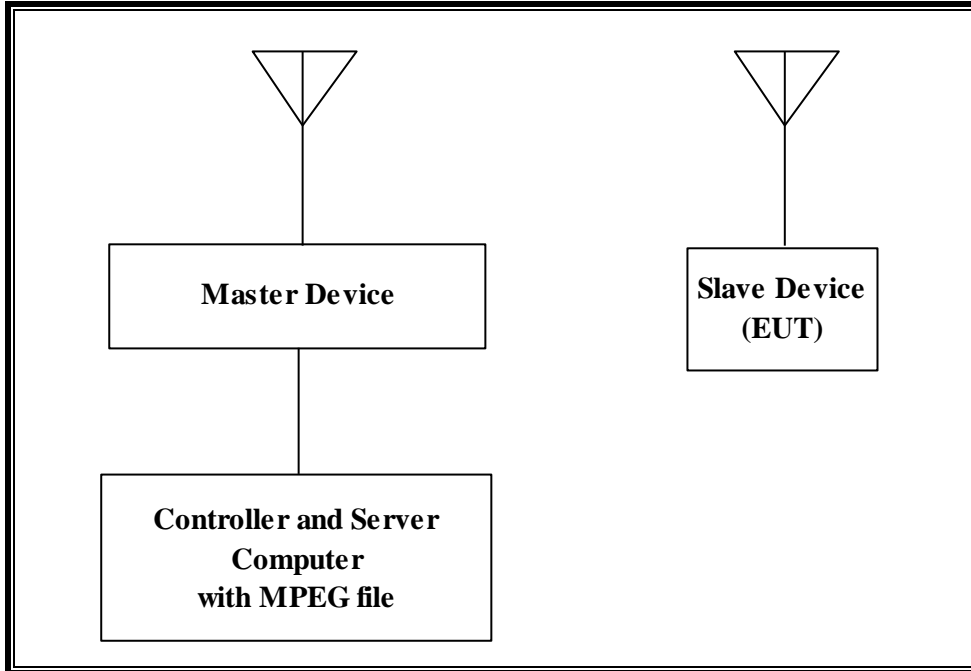 Master Device
Slave Device
(EUT)
Controller and Server
Computer
with MPEG file